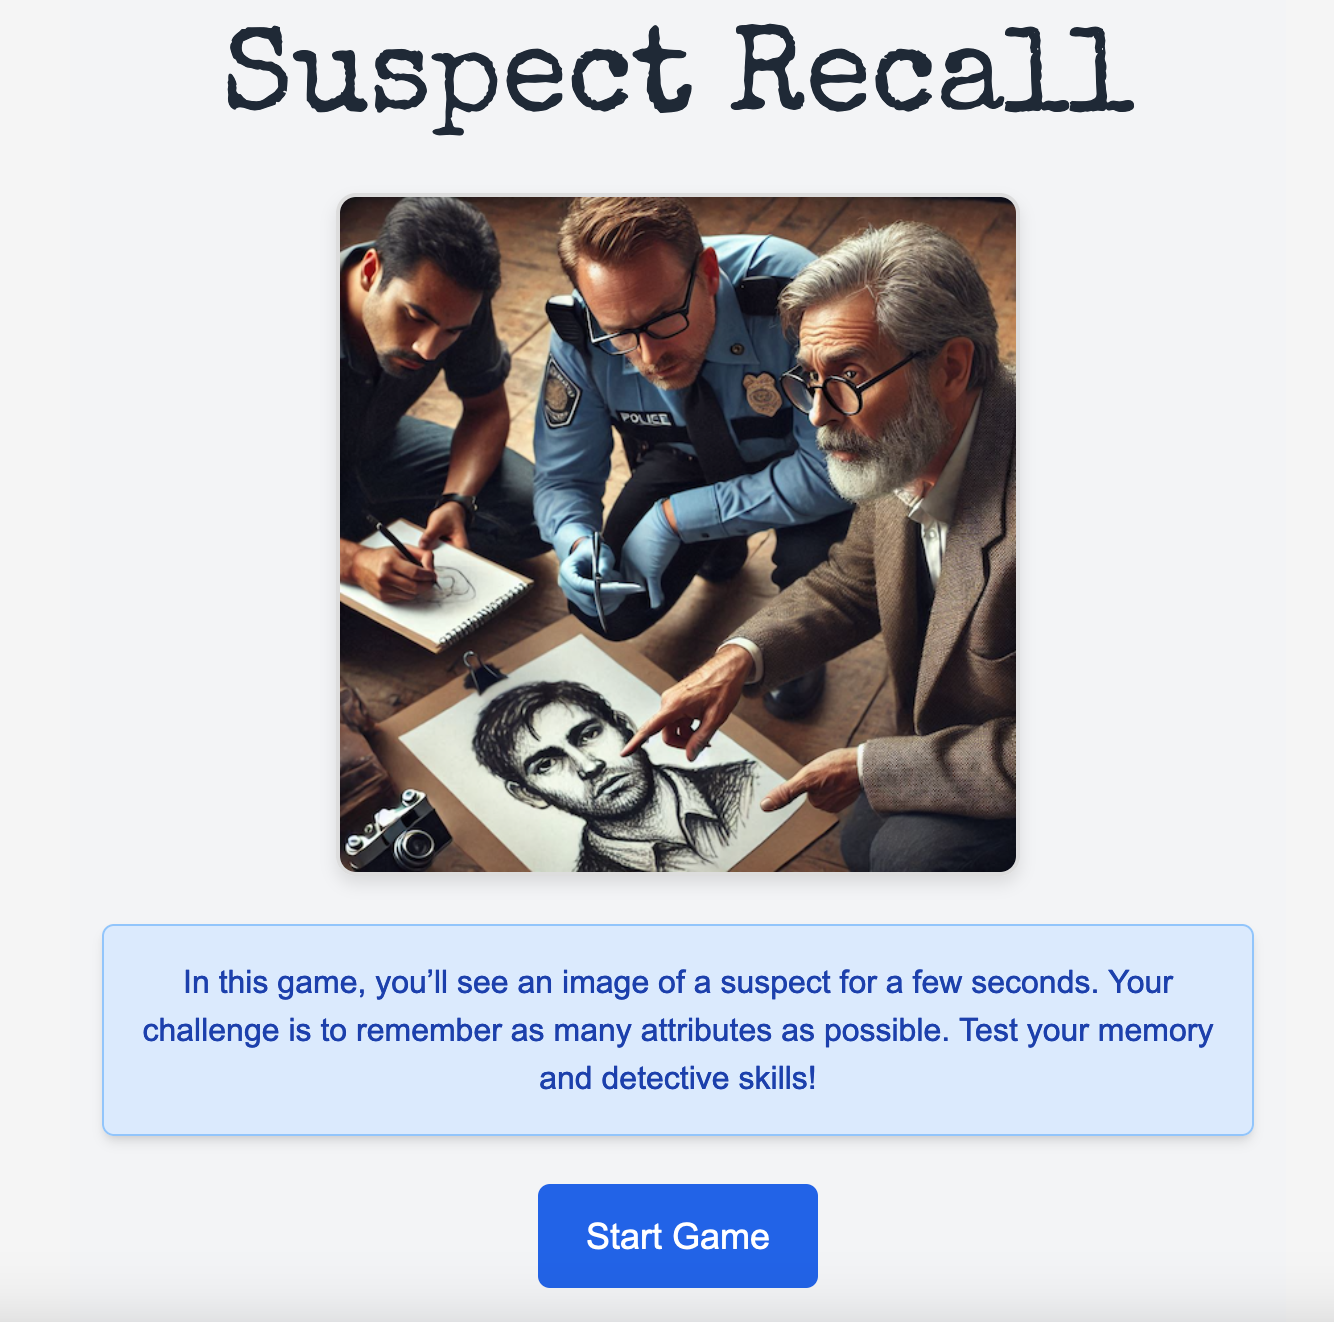 Suspect Recall
POLICE
In this game, you’ll see an image of a suspect for a few seconds. Your
challenge is to remember as many attributes as possible. Test your memory
and detective skills!
Start Game